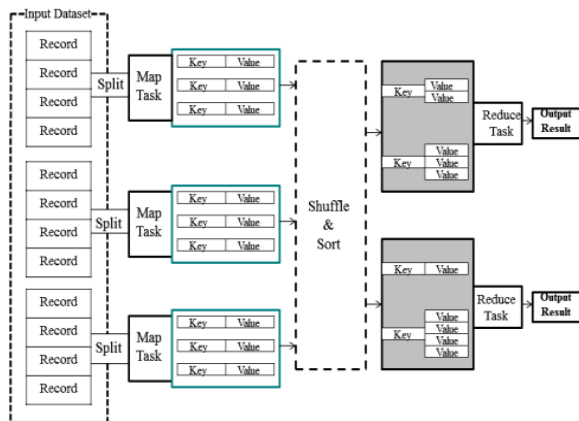 Input Dataset
Record
Record
Record
Record
Split
Map
Task
Key Value
Key Value
Key Value
Record
Record
Record
Record
Split
Map
Task
Key Value
Key Value
Key Value
Record
Record
Record
Record
Split
Map
Task
Key Value
Key Value
Key Value
Shuffle
&
Sort
Key
Value
Value
Key
Value
Value
Value
Reduce
Task
Output
Result
Key Value
Key
Value
Value
Value
Value
Reduce
Task
Output
Result